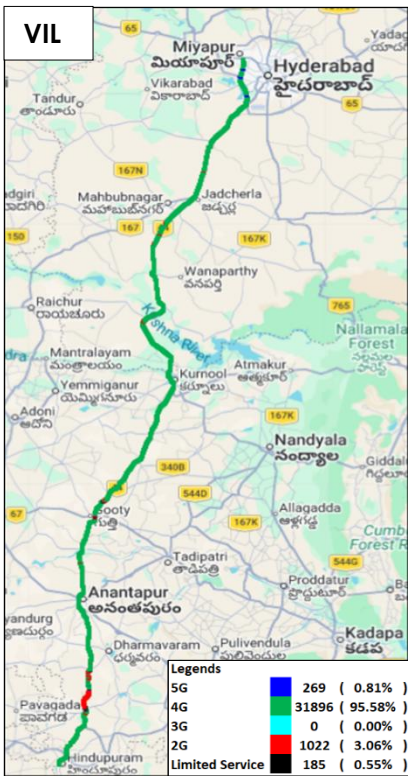 VIL
65
Miyapur
మియాపూర్
Hyderabad
హైదరాబాద్
Vikarabad
వికారాబాద్
Tandur
తాండూరు
65
167N
Mahbubnagar
మహబూబ్‌నగర్
Jadcherla
జడ్చర్ల
167
167K
150
Wanaparthy
వనపర్తి
Raichur
ರಾಯಚೂರು
765
Krishna River
Nallamala
Forest
Mantralayam
మంత్రాలయం
Atmakur
ఆత్మకూర్
Kurnool
కర్నూలు
Yemmiganur
యెమ్మిగనూరు
Adoni
ఆదోని
167K
Nandyala
నంద్యాల
340B
544D
67
Gooty
గుత్తి
167K
Allagadda
ఆళ్లగడ్డ
Tadipatri
తాడిపత్రి
544G
Proddatur
ప్రొద్దుటూర్
Anantapur
అనంతపురం
Kadapa
కడప
Dharmavaram
ధర్మవరం
Pulivendula
Pavagada
ಪಾವಗಡ
Hindupuram
హిందూపురం
Legends
5G 269 ( 0.81% )
4G 31896 ( 95.58% )
3G 0 ( 0.00% )
2G 1022 ( 3.06% )
Limited Service 185 ( 0.55% )